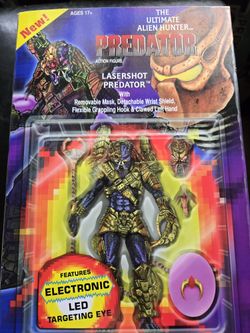 New!
AGES 17+
THE
ULTIMATE
ALIEN HUNTER...
PREDATOR
ACTION FIGURE
LASERSHOT
PREDATOR™
With
Removable Mask, Detachable Wrist Shield,
Flexible Grappling Hook & Clawed Left Hand
FEATURES
ELECTRONIC
LED
TARGETING EYE